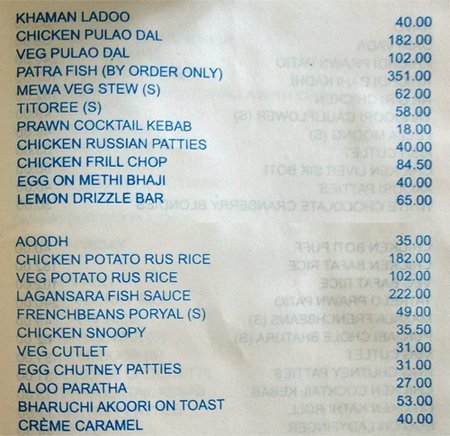 KHAMAN LADOO 40.00
CHICKEN PULAO DAL 182.00
VEG PULAO DAL 102.00
PATRA FISH (BY ORDER ONLY) 351.00
MEWA VEG STEW (S) 62.00
TITOREE (S) 58.00
PRAWN COCKTAIL KEBAB 18.00
CHICKEN RUSSIAN PATTIES 40.00
CHICKEN FRILL CHOP 84.50
EGG ON METHI BHAJI 40.00
LEMON DRIZZLE BAR 65.00
AOODH 35.00
CHICKEN POTATO RUS RICE 182.00
VEG POTATO RUS RICE 102.00
LAGANSARA FISH SAUCE 222.00
FRENCHBEANS PORYAL (S) 49.00
CHICKEN SNOOPY 35.50
VEG CUTLET 31.00
EGG CHUTNEY PATTIES 31.00
ALOO PARATHA 27.00
BHARUCHI AKOORI ON TOAST 53.00
CRÈME CARAMEL 40.00